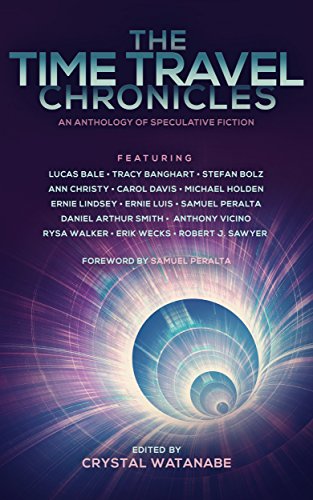 THE
TIME TRAVEL
CHRONICLES
AN ANTHOLOGY OF SPECULATIVE FICTION
FEATURING
LUCAS BALE • TRACY BANGHART • STEFAN BOLZ
ANN CHRISTY • CAROL DAVIS • MICHAEL HOLDEN
ERNIE LINDSEY • ERNIE LUIS • SAMUEL PERALTA
DANIEL ARTHUR SMITH • ANTHONY VICINO
RYSA WALKER • ERIK WECKS • ROBERT J. SAWYER
FOREWORD BY SAMUEL PERALTA
EDITED BY
CRYSTAL WATANABE